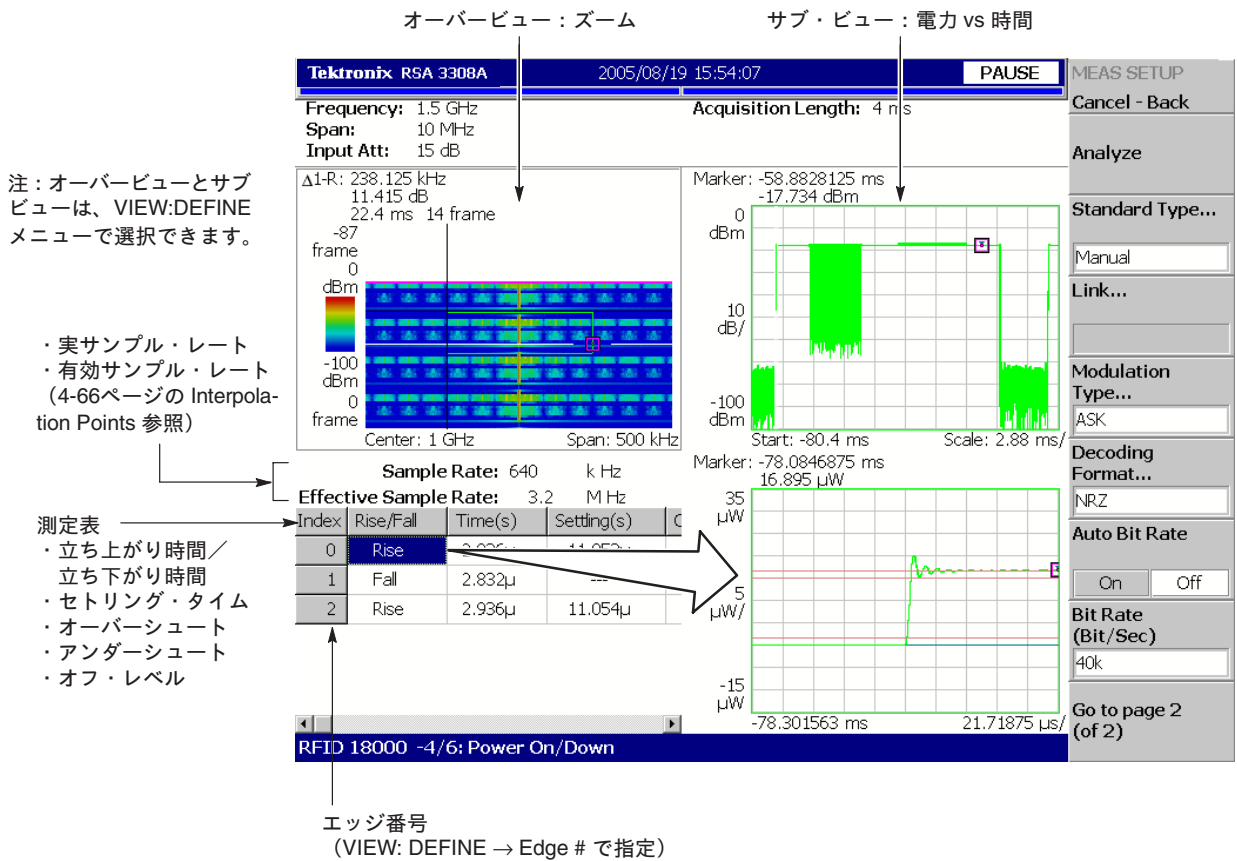 オーバービュー：ズーム
サブ・ビュー：電力 vs 時間
Tektronix RSA 3308A
2005/08/19 15:54:07
PAUSE
MEAS SETUP
Cancel - Back
Frequency: 1.5 GHz
Span: 10 MHz
Input Att: 15 dB
Acquisition Length: 4 ms
Analyze
注：オーバービューとサブ
ビューは、VIEW:DEFINE
メニューで選択できます。
Δ1-R: 238.125 kHz
11.415 dB
22.4 ms 14 frame
-87
frame
0
dBm
-100
dBm
0
frame
Center: 1 GHz
Span: 500 kHz
Marker: -58.8828125 ms
-17.734 dBm
0
dBm
10
dB/
-100
dBm
Start: -80.4 ms
Scale: 2.88 ms/
Standard Type...
Manual
Link...
Modulation
Type...
ASK
Decoding
Format...
NRZ
Auto Bit Rate
On
Off
Bit Rate
(Bit/Sec)
40k
Go to page 2
(of 2)
・実サンプル・レート
・有効サンプル・レート
（4-66ページの Interpola-
tion Points 参照）
Sample Rate: 640 k Hz
Effective Sample Rate: 3.2 M Hz
Marker: -78.0846875 ms
16.895 μW
35
μW
5
μW/
-15
μW
-78.301563 ms
21.71875 μs/
測定表
・立ち上がり時間／
立ち下がり時間
・セトリング・タイム
・オーバーシュート
・アンダーシュート
・オフ・レベル
Index Rise/Fall Time(s) Settling(s)
0 Rise
1 Fall 2.832μ ---
2 Rise 2.936μ 11.054μ
RFID 18000 -4/6: Power On/Down
エッジ番号
（VIEW: DEFINE → Edge # で指定）